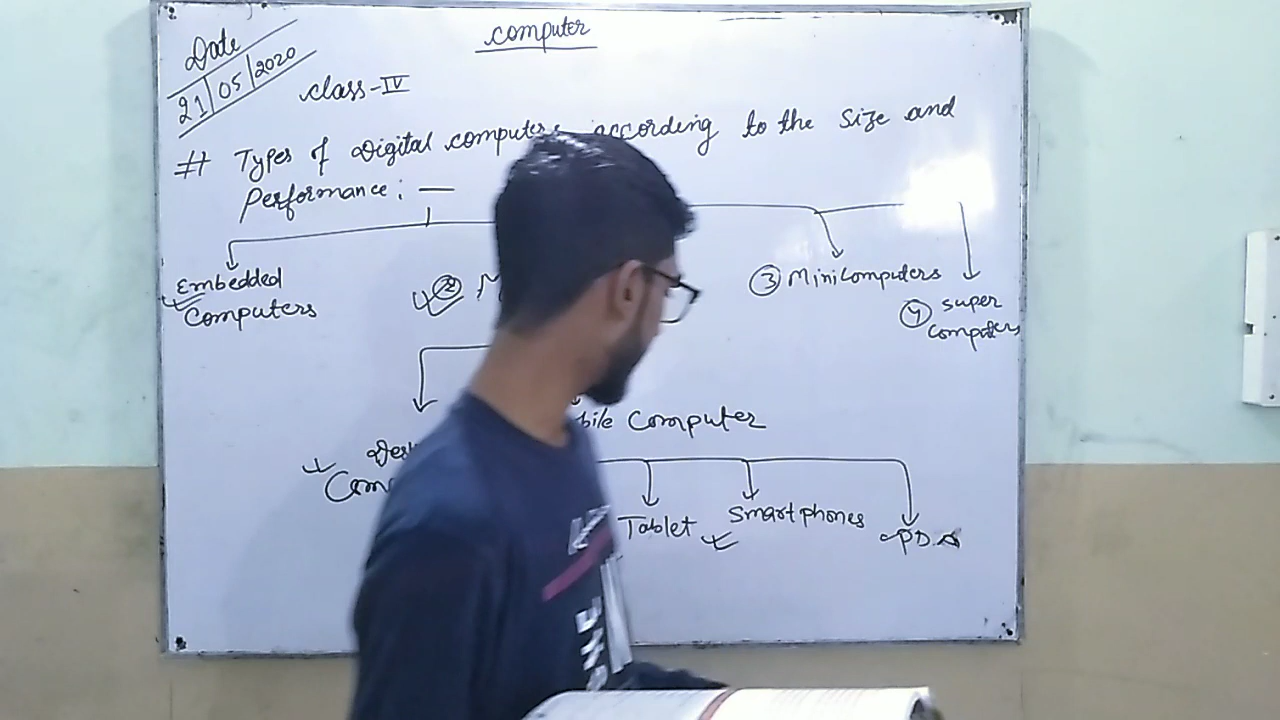 computer
Date
21/05/2020
Class-IV
# Types of Digital computers according to the Size and
Performance: —
Embedded
Computers
②
③ Minicomputers
④ super
computers
Computer
Tablet
Smartphones
P.D.A